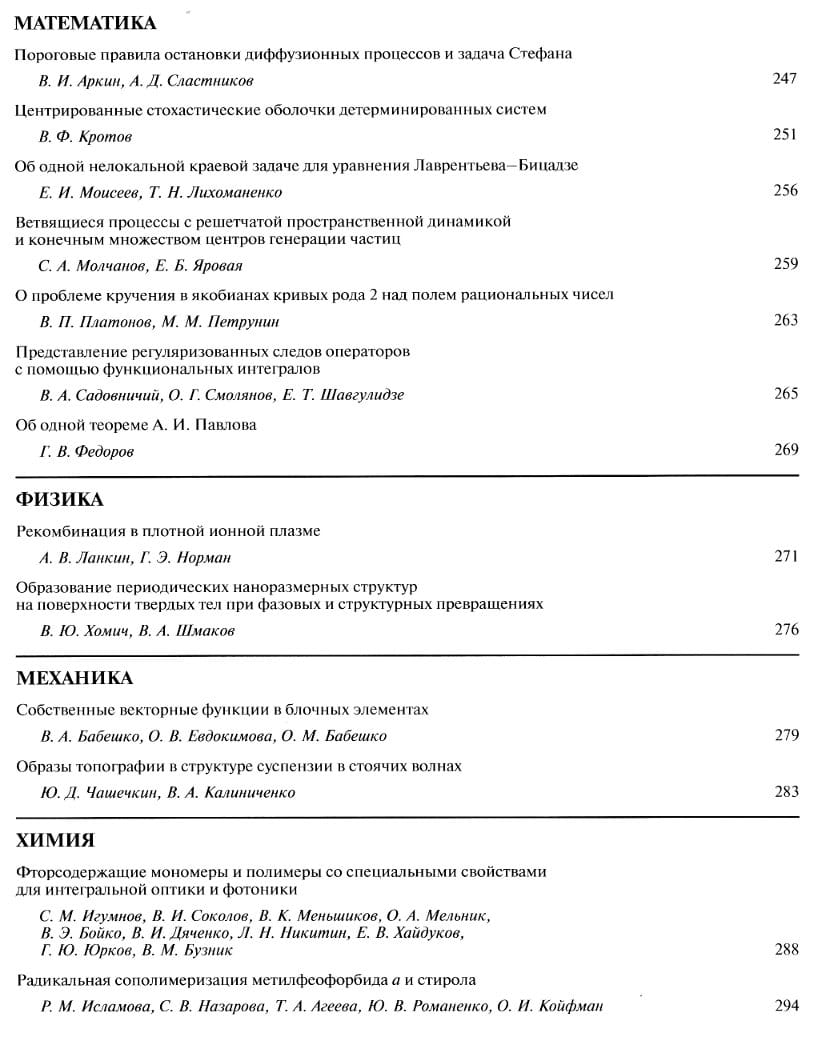 МАТЕМАТИКА
Пороговые правила остановки диффузионных процессов и задача Стефана
В. И. Аркин, А. Д. Сластников 247
Центрированные стохастические оболочки детерминированных систем
В. Ф. Кротов 251
Об одной нелокальной краевой задаче для уравнения Лаврентьева–Бицадзе
Е. И. Моисеев, Т. Н. Лихоманенко 256
Ветвящиеся процессы с решетчатой пространственной динамикой
и конечным множеством центров генерации частиц
С. А. Молчанов, Е. Б. Яровая 259
О проблеме кручения в якобианах кривых рода 2 над полем рациональных чисел
В. П. Платонов, М. М. Петрунин 263
Представление регуляризованных следов операторов
с помощью функциональных интегралов
В. А. Садовничий, О. Г. Смолянов, Е. Т. Шавгулидзе 265
Об одной теореме А. И. Павлова
Г. В. Федоров 269
ФИЗИКА
Рекомбинация в плотной ионной плазме
А. В. Ланкин, Г. Э. Норман 271
Образование периодических наноразмерных структур
на поверхности твердых тел при фазовых и структурных превращениях
В. Ю. Хомич, В. А. Шмаков 276
МЕХАНИКА
Собственные векторные функции в блочных элементах
В. А. Бабешко, О. В. Евдокимова, О. М. Бабешко 279
Образы топографии в структуре суспензии в стоячих волнах
Ю. Д. Чашечкин, В. А. Калиниченко 283
ХИМИЯ
Фторсодержащие мономеры и полимеры со специальными свойствами
для интегральной оптики и фотоники
С. М. Игумнов, В. И. Соколов, В. К. Меньшиков, О. А. Мельник,
В. Э. Бойко, В. И. Дяченко, Л. Н. Никитин, Е. В. Хайдуков,
Г. Ю. Юрков, В. М. Бузник 288
Радикальная сополимеризация метилфеофорбида а и стирола
Р. М. Исламова, С. В. Назарова, Т. А. Агеева, Ю. В. Романенко, О. И. Койфман 294